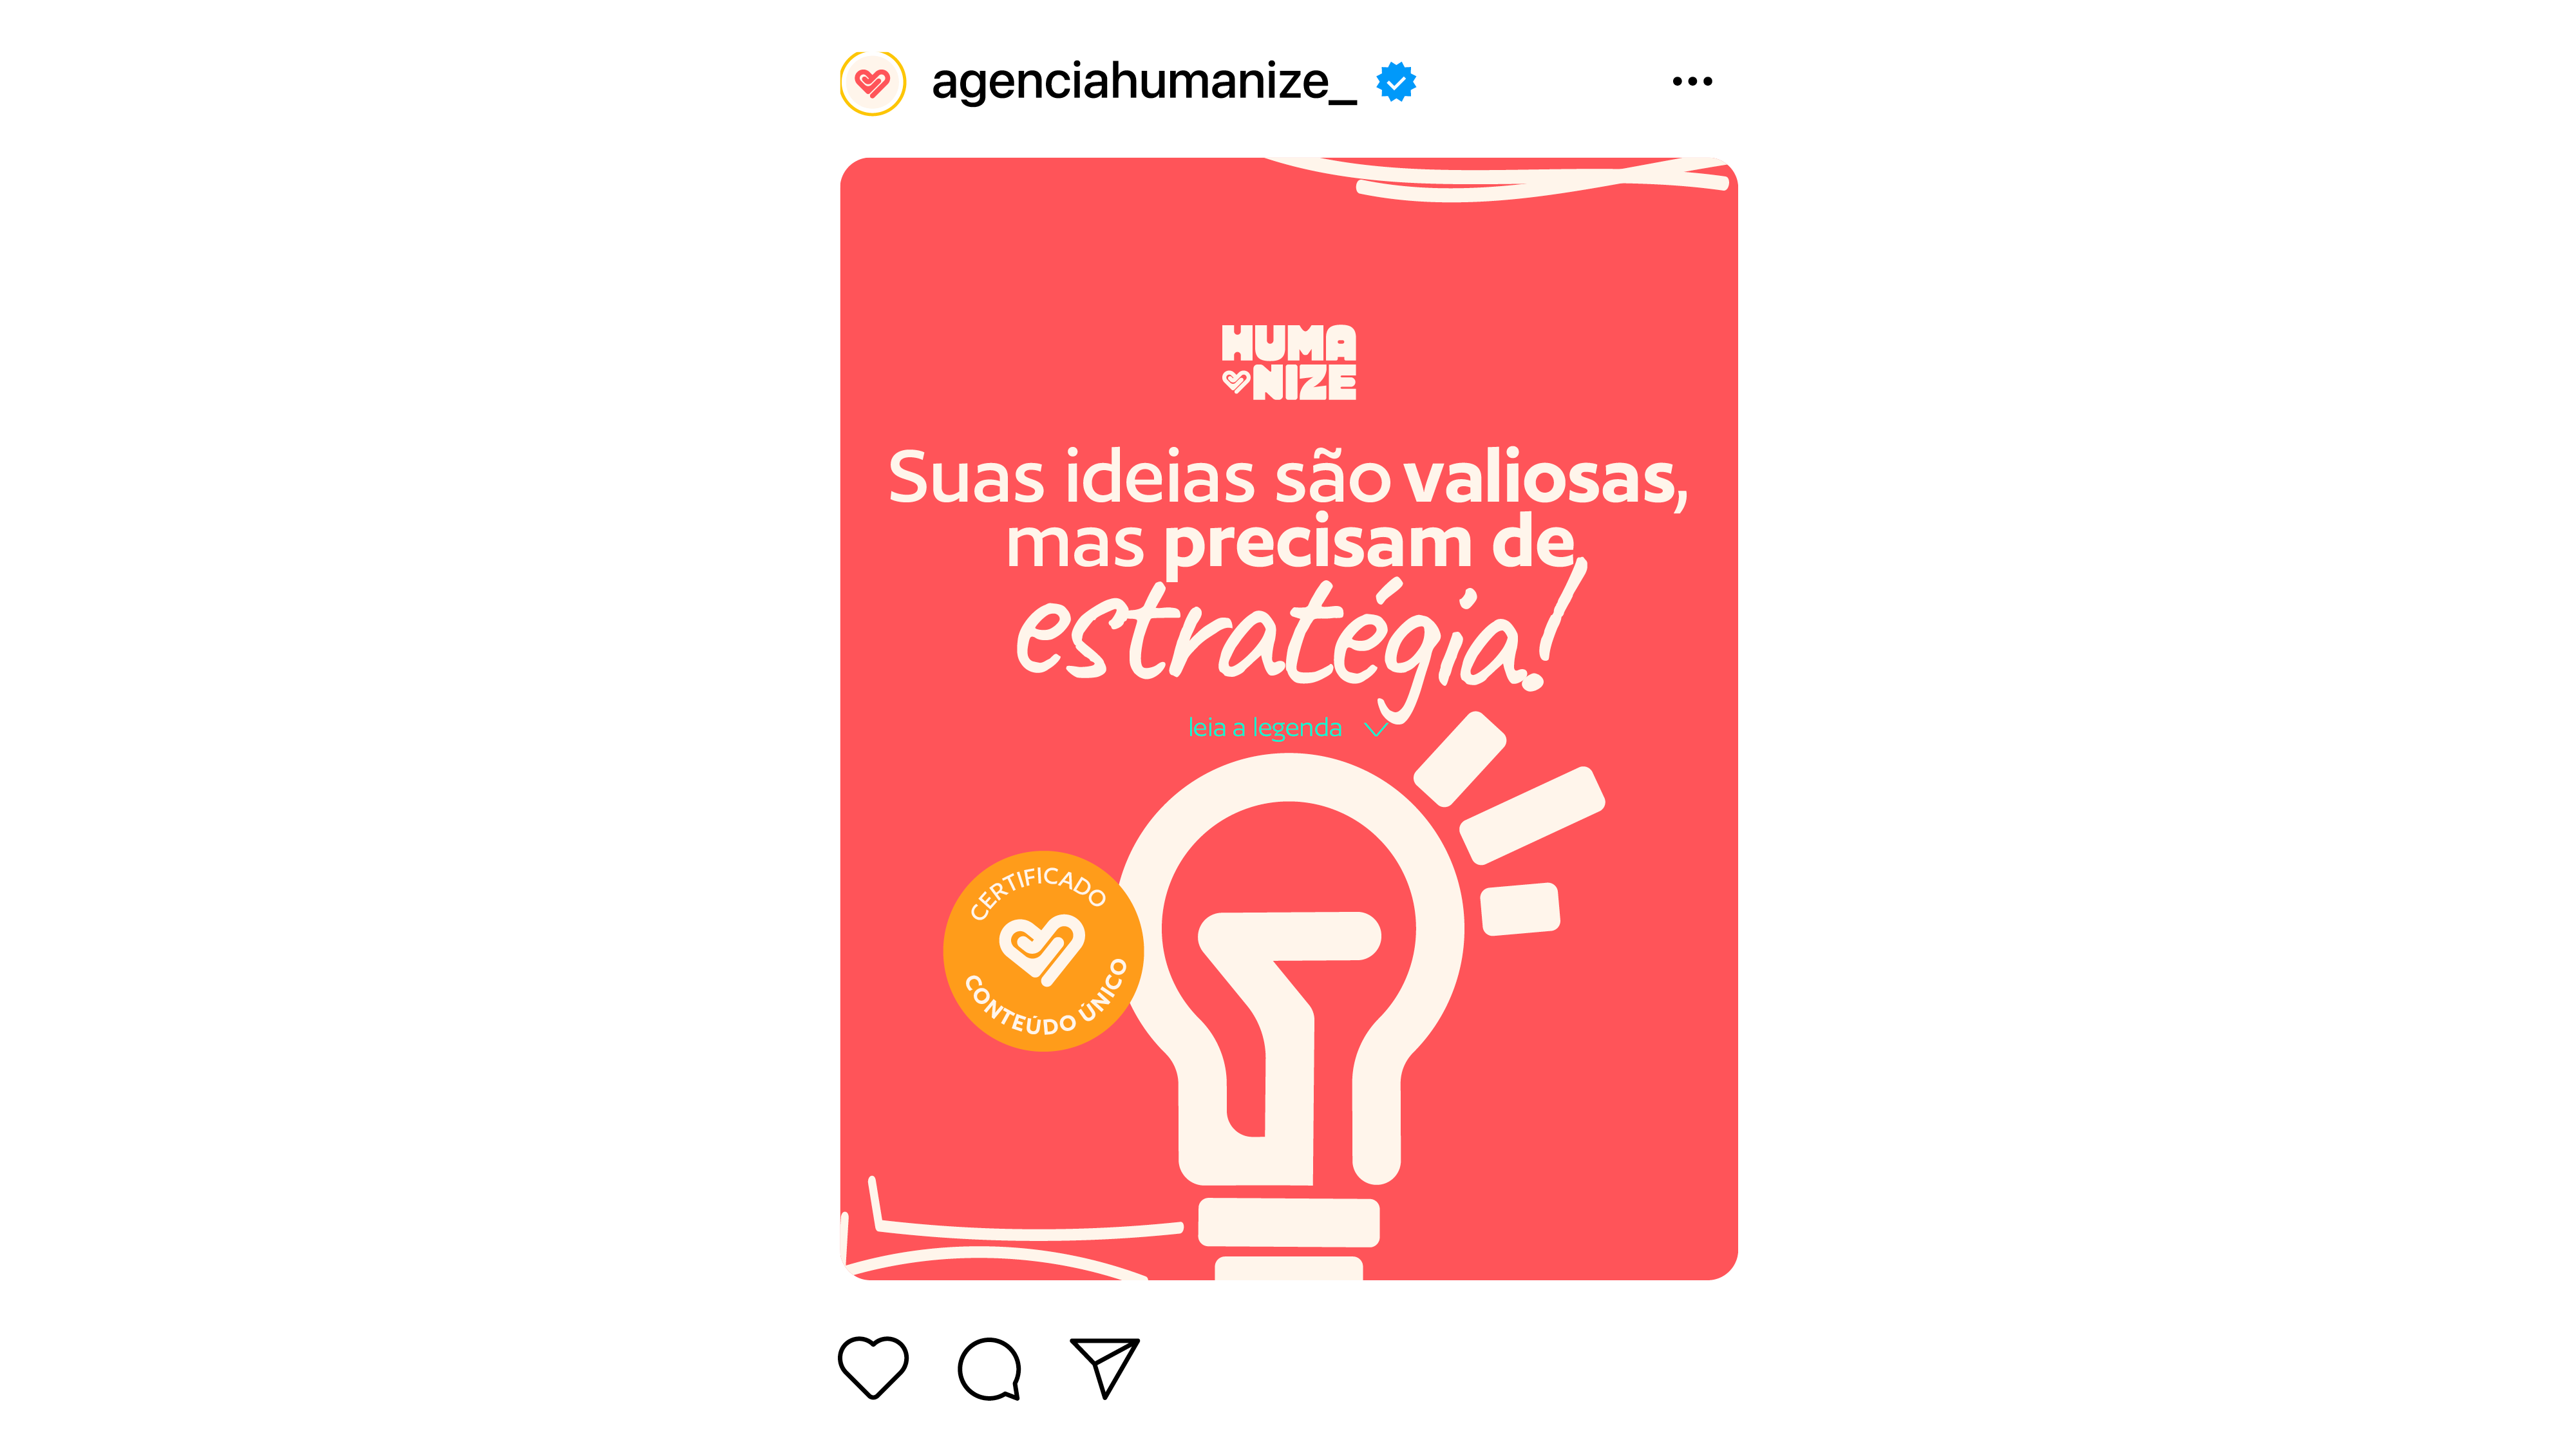 agenciahumanize_
HUMA
NIZE
Suas ideias são valiosas,
mas precisam de
estratégia!
leia a legenda
CERTIFICADO
CONTEÚDO ÚNICO